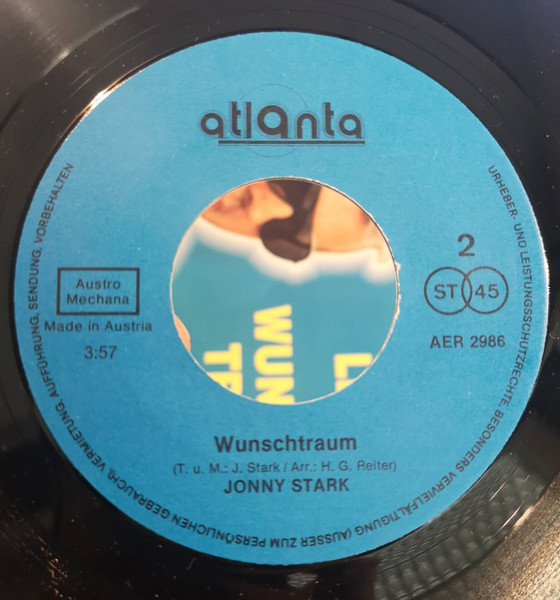 atlanta
URHEBER- UND LEISTUNGSSCHUTZRECHTE, BESONDERS VERVIELFÄLTIGUNG (AUSSER ZUM PERSÖNLICHEN GEBRAUCH), VERMIETUNG, AUFFÜHRUNG, SENDUNG, VORBEHALTEN
Austro
Mechana
Made in Austria
3:57
2
ST 45
AER 2986
WUN
Wunschtraum
(T. u. M.: J. Stark / Arr.: H. G. Reiter)
JONNY STARK